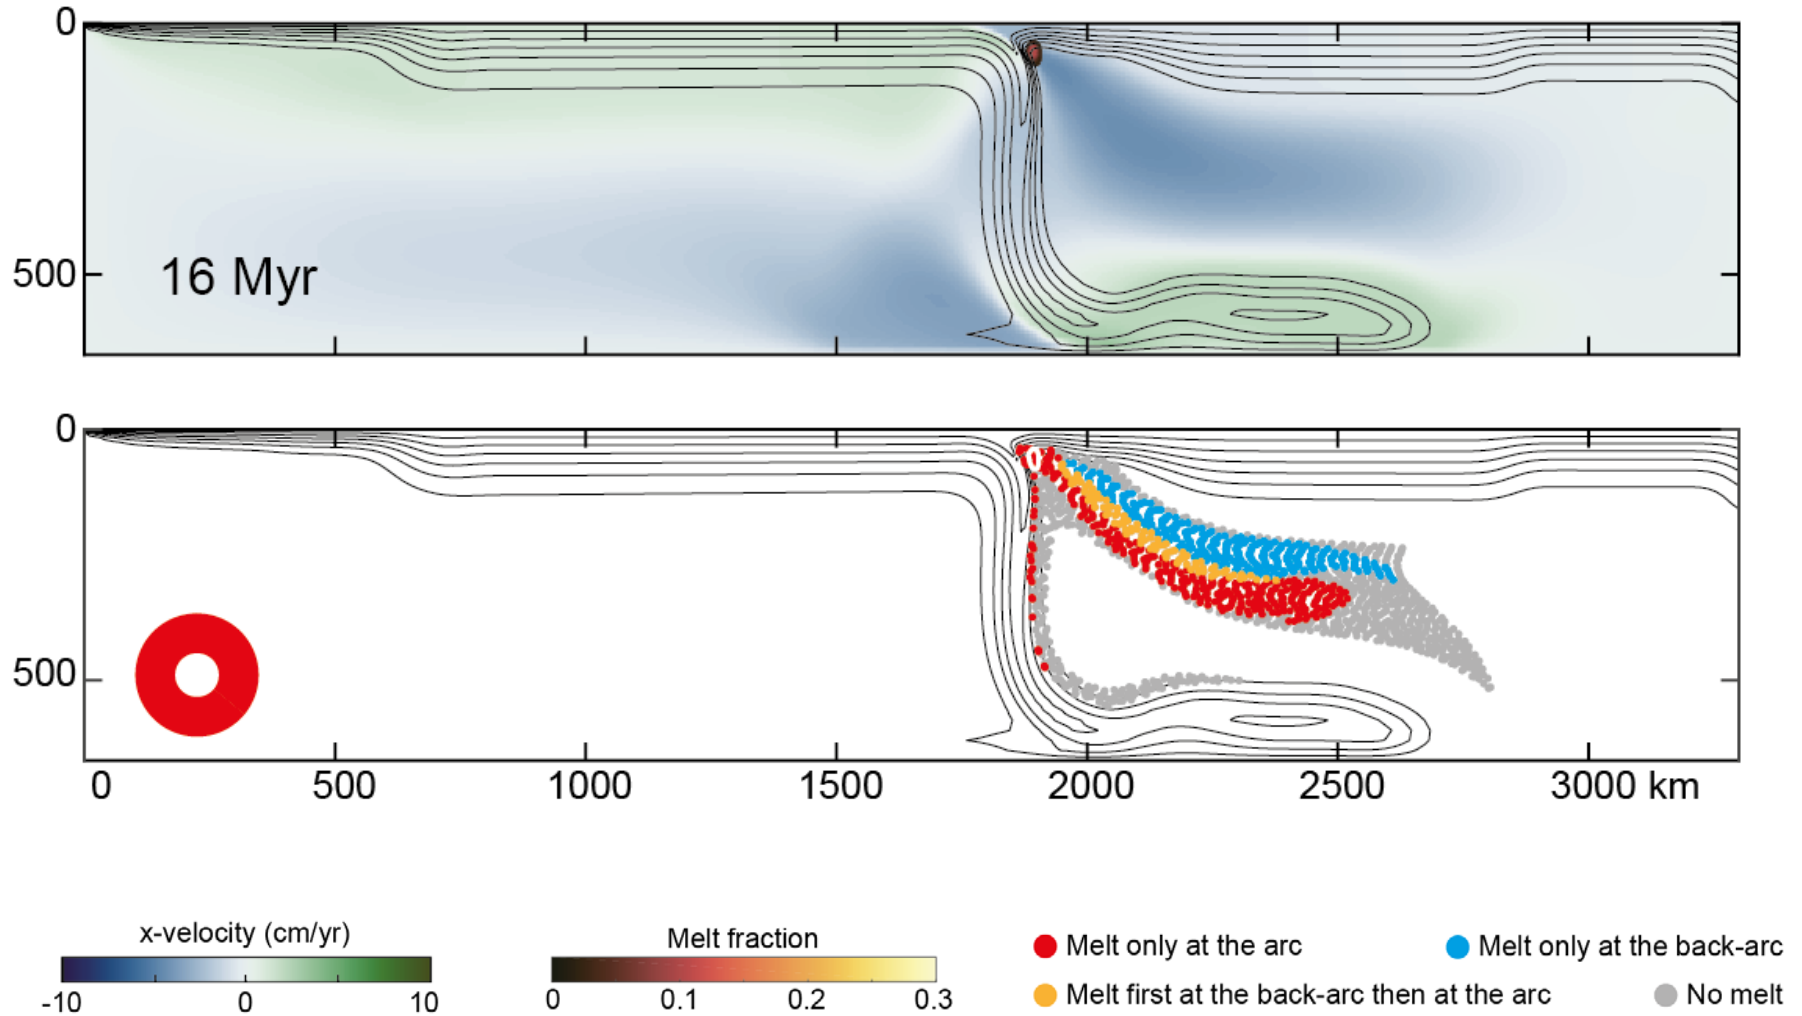 0
500
16 Myr
0
500
0 500 1000 1500 2000 2500 3000 km
x-velocity (cm/yr)
-10 0 10
Melt fraction
0 0.1 0.2 0.3
Melt only at the arc
Melt only at the back-arc
Melt first at the back-arc then at the arc
No melt